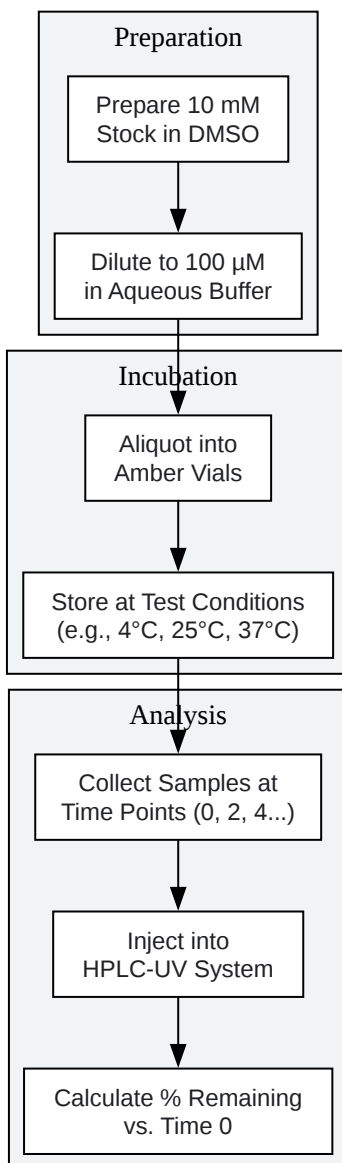 Preparation
Prepare 10 mM
Stock in DMSO
Dilute to 100 µM
in Aqueous Buffer
Incubation
Aliquot into
Amber Vials
Store at Test Conditions
(e.g., 4°C, 25°C, 37°C)
Analysis
Collect Samples at
Time Points (0, 2, 4...)
Inject into
HPLC-UV System
Calculate % Remaining
vs. Time 0